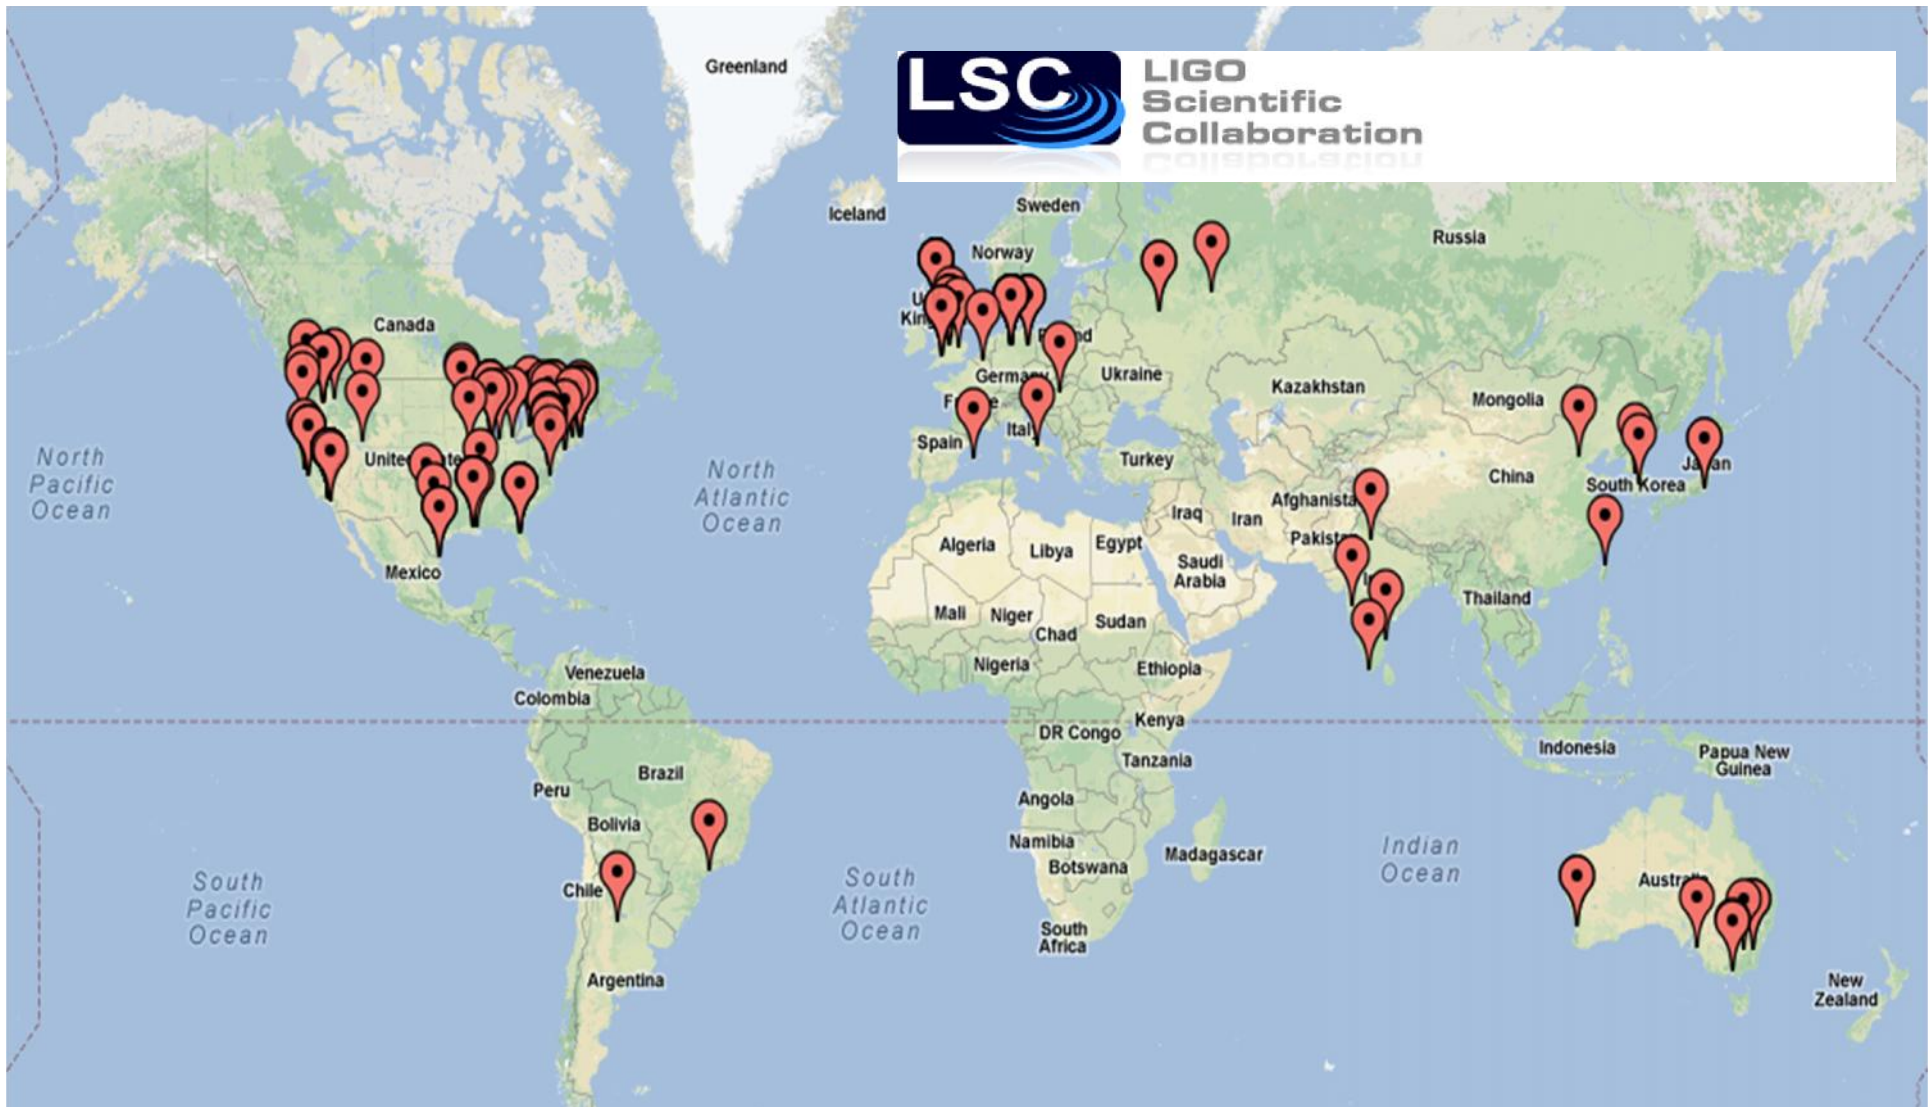 Greenland
LSC
LIGO
Scientific
Collaboration
Iceland
Sweden
Norway
Russia
Canada
Germany
Ukraine
Kazakhstan
Mongolia
Spain
Turkey
China
South Korea
North
Pacific
Ocean
North
Atlantic
Ocean
Iraq
Iran
Algeria
Libya
Egypt
Saudi
Arabia
Mexico
Mali
Niger
Chad
Sudan
Thailand
Nigeria
Ethiopia
Venezuela
Colombia
Kenya
DR Congo
Tanzania
Indonesia
Papua New
Guinea
Brazil
Peru
Angola
Bolivia
Namibia
Botswana
Madagascar
Indian
Ocean
Chile
South
Pacific
Ocean
South
Atlantic
Ocean
South
Africa
Argentina
New
Zealand